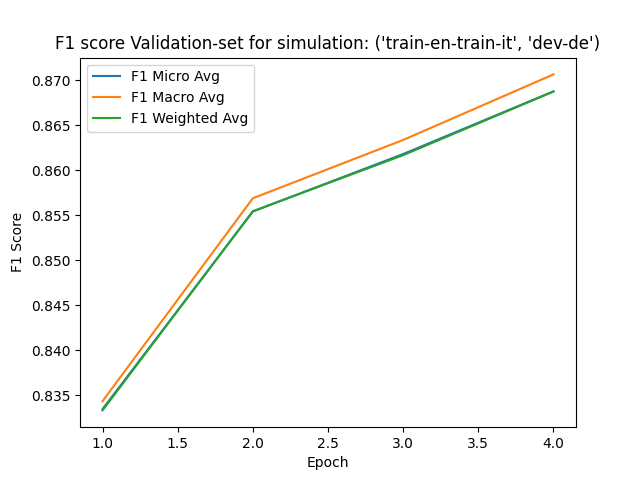 F1 score Validation-set for simulation: ('train-en-train-it', 'dev-de')
F1 Micro Avg
F1 Macro Avg
F1 Weighted Avg
0.870
0.865
0.860
0.855
0.850
0.845
0.840
0.835
F1 Score
1.0 1.5 2.0 2.5 3.0 3.5 4.0
Epoch